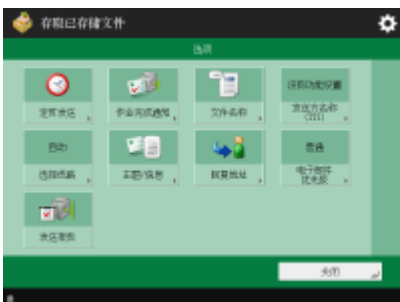 存取已存储文件
选项
定时发送
作业完成通知
文件名称
没有功能设置
发送方名称
(TTI)
自动
选择线路
主题/信息
回复地址
普通
电子邮件
优先级
发送报告
关闭